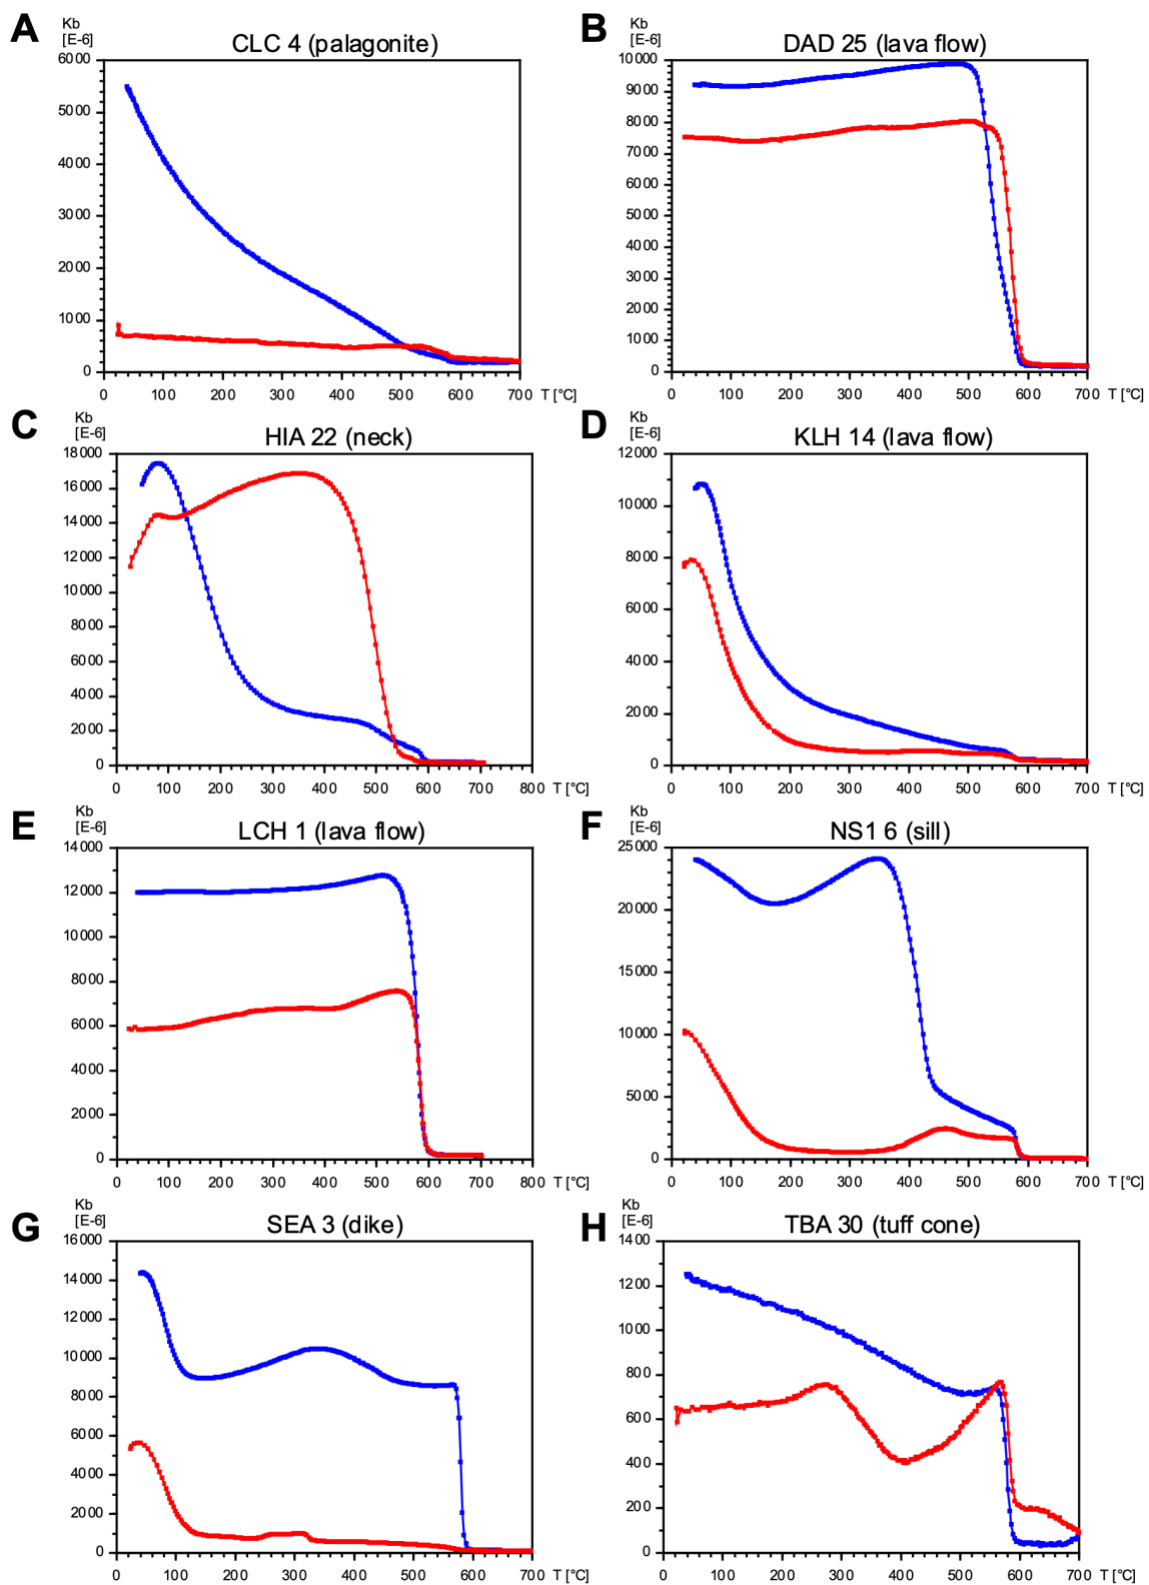 A
Kb
[E-6]
CLC 4 (palagonite)
6000
5000
4000
3000
2000
1000
0
0 100 200 300 400 500 600 700 T [°C]
B
Kb
[E-6]
DAD 25 (lava flow)
10000
9000
8000
7000
6000
5000
4000
3000
2000
1000
0
0 100 200 300 400 500 600 700 T [°C]
C
Kb
[E-6]
HIA 22 (neck)
18000
16000
14000
12000
10000
8000
6000
4000
2000
0
0 100 200 300 400 500 600 700 800 T [°C]
D
Kb
[E-6]
KLH 14 (lava flow)
12000
10000
8000
6000
4000
2000
0
0 100 200 300 400 500 600 700 T [°C]
E
Kb
[E-6]
LCH 1 (lava flow)
14000
12000
10000
8000
6000
4000
2000
0
0 100 200 300 400 500 600 700 800 T [°C]
F
Kb
[E-6]
NS1 6 (sill)
25000
20000
15000
10000
5000
0
0 100 200 300 400 500 600 700 T [°C]
G
Kb
[E-6]
SEA 3 (dike)
16000
14000
12000
10000
8000
6000
4000
2000
0
0 100 200 300 400 500 600 700 T [°C]
H
Kb
[E-6]
TBA 30 (tuff cone)
1400
1200
1000
800
600
400
200
0
0 100 200 300 400 500 600 700 T [°C]